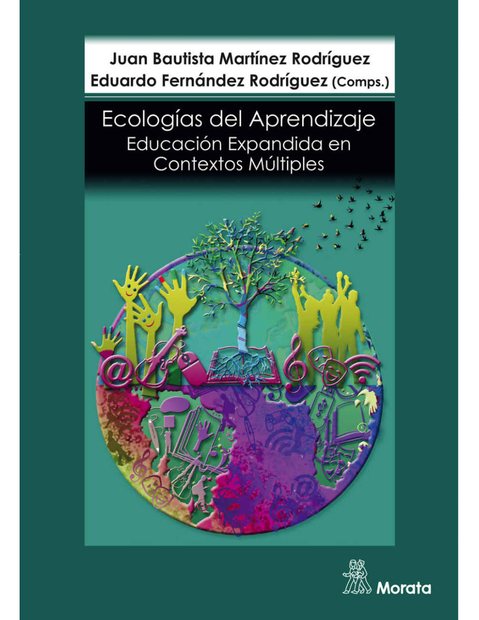 Juan Bautista Martínez Rodríguez
Eduardo Fernández Rodríguez (Comps.)
Ecologías del Aprendizaje
Educación Expandida en
Contextos Múltiples
@
Morata